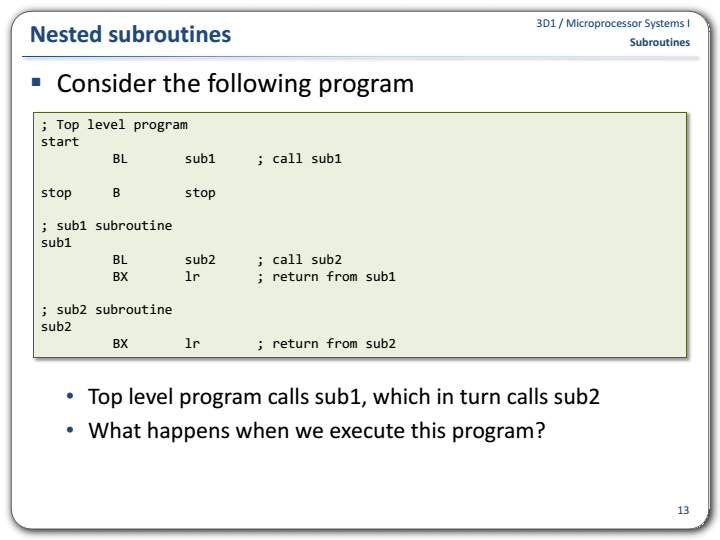 Nested subroutines
3D1 / Microprocessor Systems I
Subroutines
▪ Consider the following program
; Top level program
start
        BL      sub1    ; call sub1
stop    B       stop
; sub1 subroutine
sub1
        BL      sub2    ; call sub2
        BX      lr      ; return from sub1
; sub2 subroutine
sub2
        BX      lr      ; return from sub2
• Top level program calls sub1, which in turn calls sub2
• What happens when we execute this program?
13